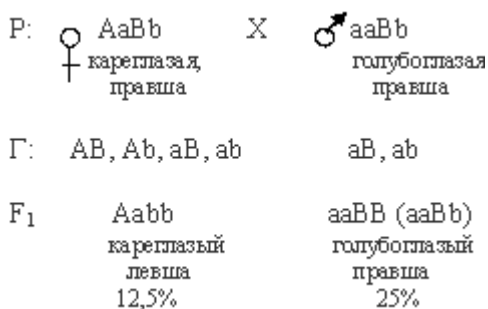 P: AaBb X aaBb
кареглазая, голубоглазая
правша правша
Г: AB, Ab, aB, ab aB, ab
F₁ Aabb aaBB (aaBb)
кареглазый голубоглазый
левша правша
12,5% 25%